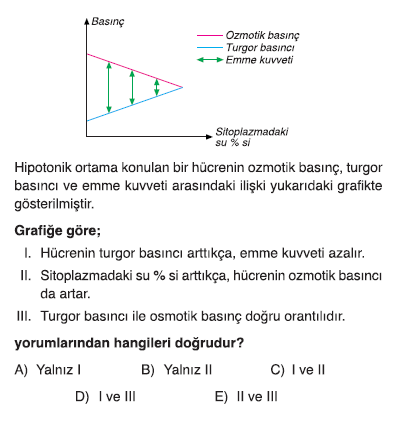 Basınç
Ozmotik basınç
Turgor basıncı
Emme kuvveti
Sitoplazmadaki
su % si
Hipotonik ortama konulan bir hücrenin ozmotik basınç, turgor
basıncı ve emme kuvveti arasındaki ilişki yukarıdaki grafikte
gösterilmiştir.
Grafiğe göre;
I. Hücrenin turgor basıncı arttıkça, emme kuvveti azalır.
II. Sitoplazmadaki su % si arttıkça, hücrenin ozmotik basıncı
da artar.
III. Turgor basıncı ile osmotik basınç doğru orantılıdır.
yorumlarından hangileri doğrudur?
A) Yalnız I B) Yalnız II C) I ve II
D) I ve III E) II ve III